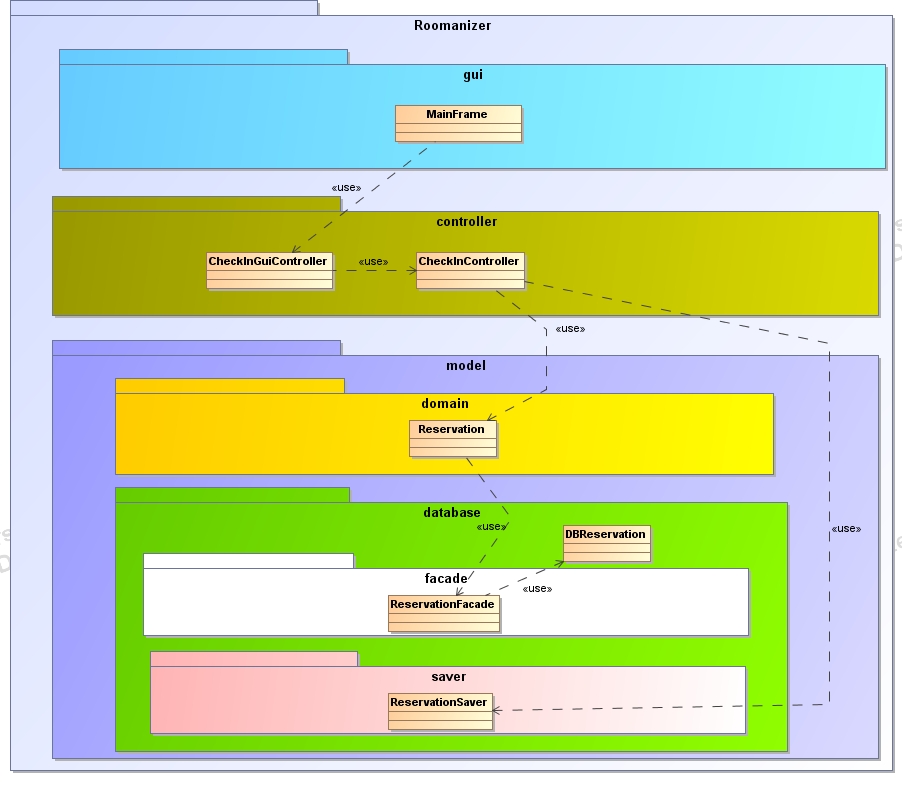 Roomanizer
gui
MainFrame
«use»
controller
CheckInGuiController
«use»
CheckInController
«use»
model
domain
Reservation
database
«use»
DBReservation
«use»
facade
«use»
ReservationFacade
saver
ReservationSaver